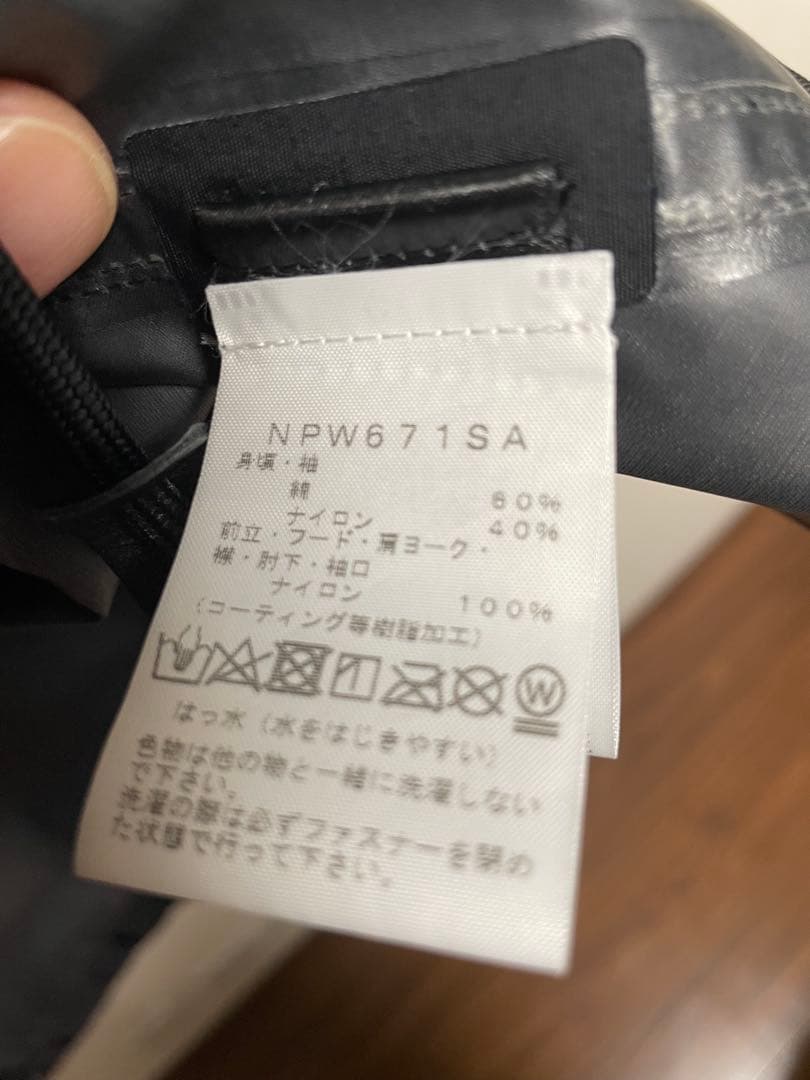 NPW671SA
身頃・袖
綿 60%
ナイロン 40%
前立・フード・肩ヨーク・
襟・肘下・袖口
ナイロン 100%
(コーティング等樹脂加工)
W
はっ水（水をはじきやすい）
色物は他の物と一緒に洗濯しない
で下さい。
洗濯の際は必ずファスナーを閉め
た状態で行って下さい。